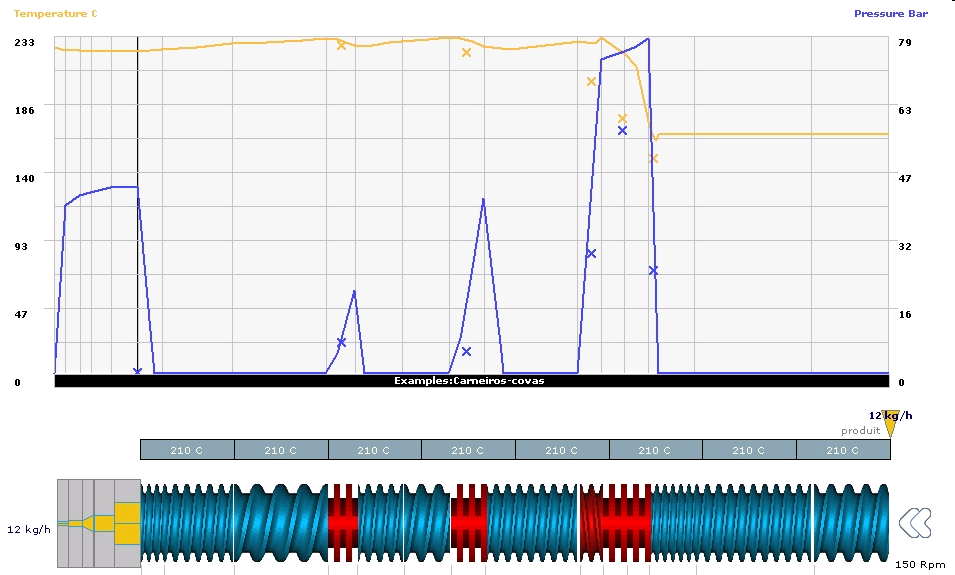 Temperature C
Pressure Bar
233
79
186
63
140
47
93
32
47
16
0
0
Examples:Carneiros-covas
12 kg/h
produit
210 C 210 C 210 C 210 C 210 C 210 C 210 C 210 C
12 kg/h
150 Rpm